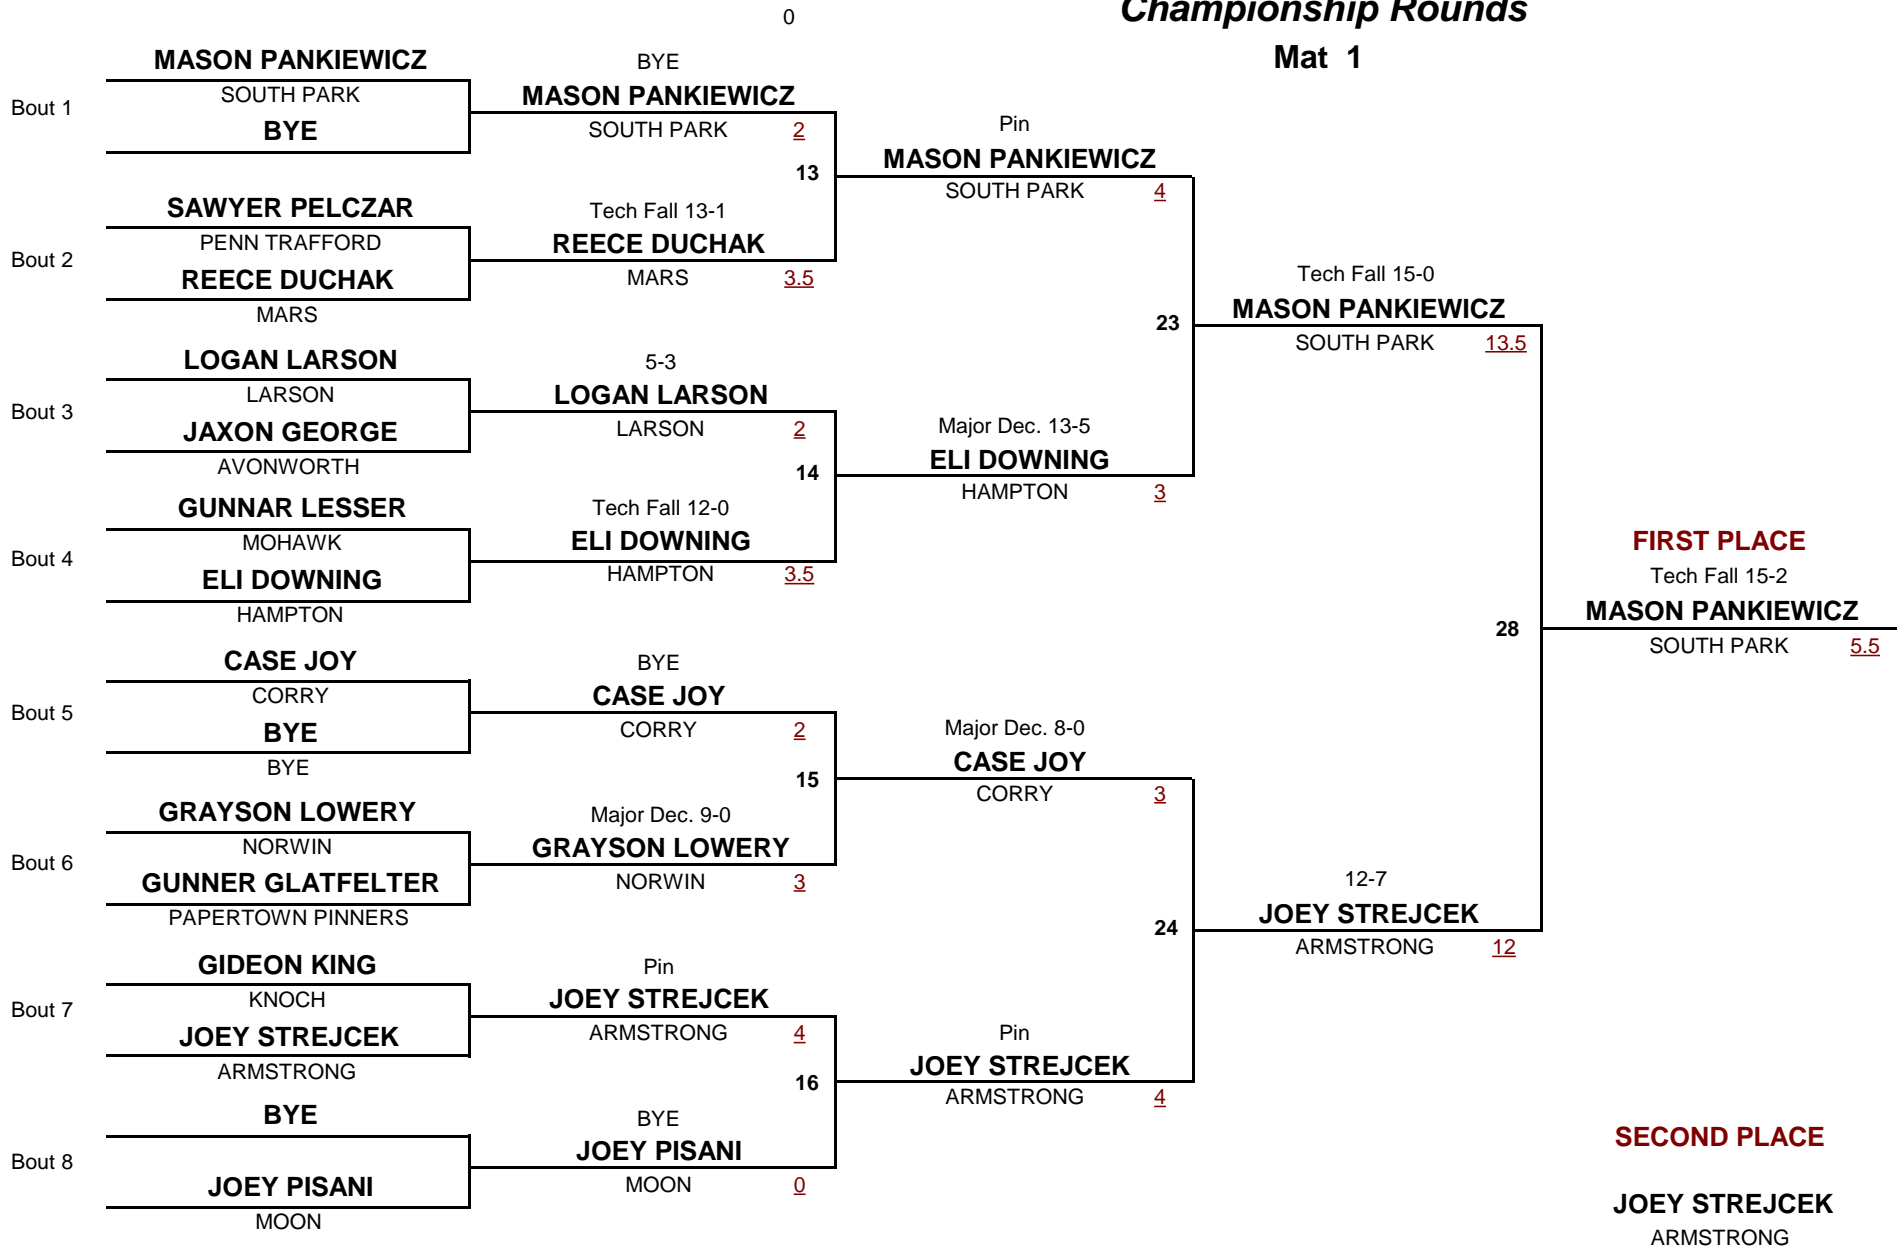 0
Championship Rounds
Mat 1
MASON PANKIEWICZ
SOUTH PARK
Bout 1
BYE
SAWYER PELCZAR
PENN TRAFFORD
Bout 2
REECE DUCHAK
MARS
LOGAN LARSON
LARSON
Bout 3
JAXON GEORGE
AVONWORTH
GUNNAR LESSER
MOHAWK
Bout 4
ELI DOWNING
HAMPTON
CASE JOY
CORRY
Bout 5
BYE
BYE
GRAYSON LOWERY
NORWIN
Bout 6
GUNNER GLATFELTER
PAPERTOWN PINNERS
GIDEON KING
KNOCH
Bout 7
JOEY STREJCEK
ARMSTRONG
BYE
Bout 8
JOEY PISANI
MOON
BYE
MASON PANKIEWICZ
SOUTH PARK 2
13
Tech Fall 13-1
REECE DUCHAK
MARS 3.5
5-3
LOGAN LARSON
LARSON 2
14
Tech Fall 12-0
ELI DOWNING
HAMPTON 3.5
BYE
CASE JOY
CORRY 2
15
Major Dec. 9-0
GRAYSON LOWERY
NORWIN 3
Pin
JOEY STREJCEK
ARMSTRONG 4
16
BYE
JOEY PISANI
MOON 0
Pin
MASON PANKIEWICZ
SOUTH PARK 4
23
Major Dec. 13-5
ELI DOWNING
HAMPTON 3
Major Dec. 8-0
CASE JOY
CORRY 3
24
Pin
JOEY STREJCEK
ARMSTRONG 4
Tech Fall 15-0
MASON PANKIEWICZ
SOUTH PARK 13.5
28
12-7
JOEY STREJCEK
ARMSTRONG 12
FIRST PLACE
Tech Fall 15-2
MASON PANKIEWICZ
SOUTH PARK 5.5
SECOND PLACE
JOEY STREJCEK
ARMSTRONG